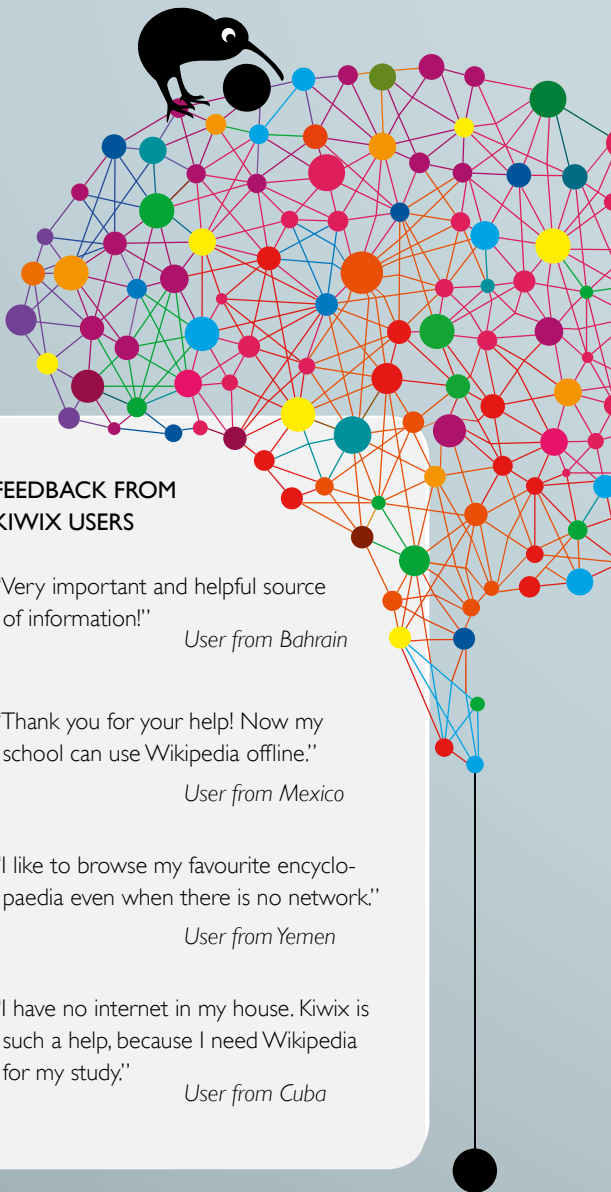 FEEDBACK FROM
KIWIX USERS
“Very important and helpful source
of information!”
User from Bahrain
“Thank you for your help! Now my
school can use Wikipedia offline.”
User from Mexico
“I like to browse my favourite encyclo-
paedia even when there is no network.”
User from Yemen
“I have no internet in my house. Kiwix is
such a help, because I need Wikipedia
for my study.”
User from Cuba